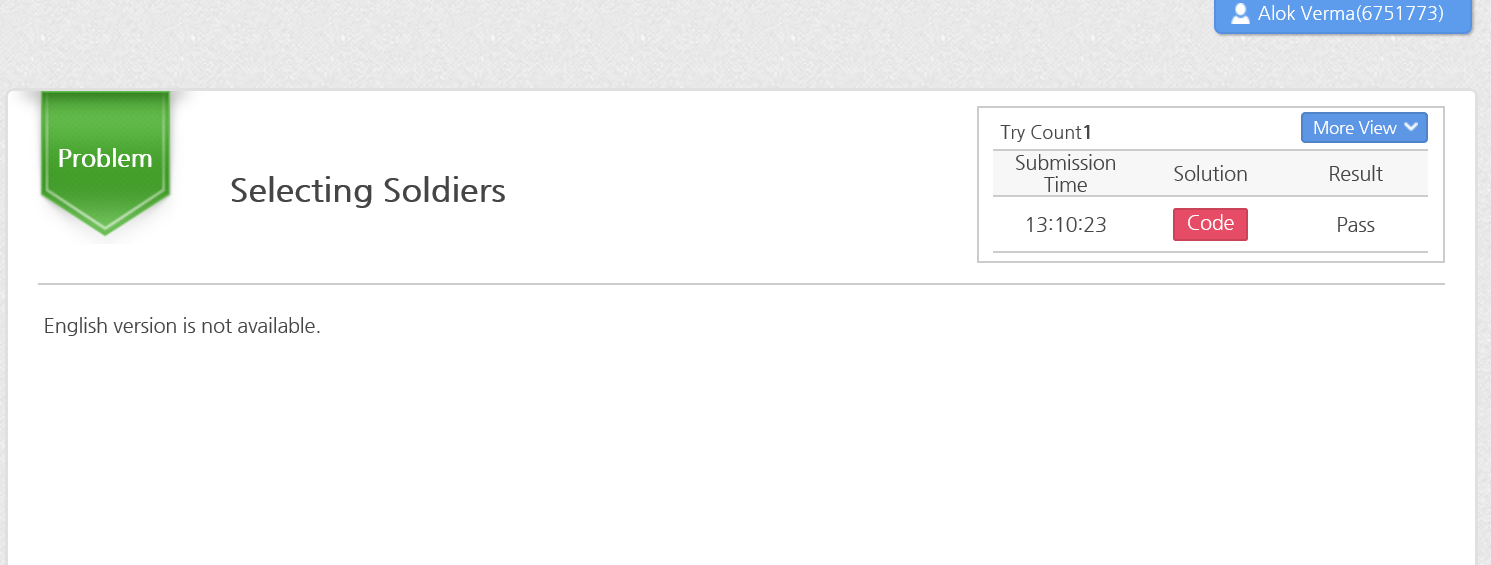 Alok Verma(6751773)
Problem
Selecting Soldiers
Try Count1
More View
Submission Time
Solution
Result
13:10:23
Code
Pass
English version is not available.